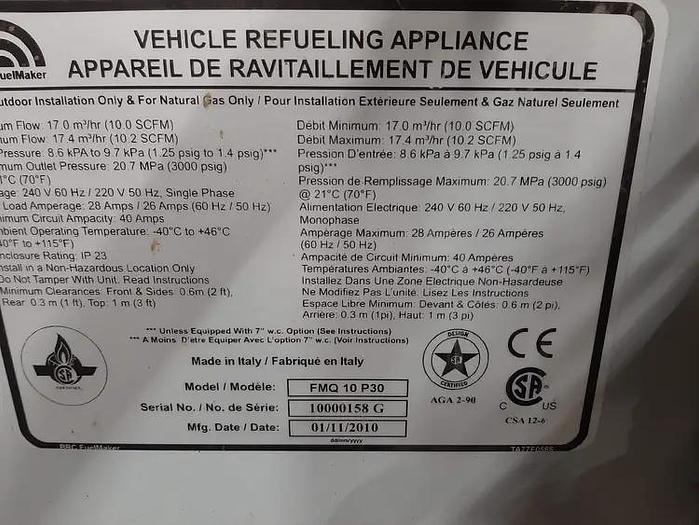 FuelMaker
VEHICLE REFUELING APPLIANCE
APPAREIL DE RAVITAILLEMENT DE VEHICULE
utdoor Installation Only & For Natural Gas Only / Pour Installation Extérieure Seulement & Gaz Naturel Seulement
um Flow: 17.0 m³/hr (10.0 SCFM)
num Flow: 17.4 m³/hr (10.2 SCFM)
Pressure: 8.6 kPA to 9.7 kPa (1.25 psig to 1.4 psig)***
mum Outlet Pressure: 20.7 MPa (3000 psig)
1°C (70°F)
age: 240 V 60 Hz / 220 V 50 Hz, Single Phase
Load Amperage: 28 Amps / 26 Amps (60 Hz / 50 Hz)
nimum Circuit Ampacity: 40 Amps
mbient Operating Temperature: -40°C to +46°C
40°F to +115°F)
nclosure Rating: IP 23
nstall in a Non-Hazardous Location Only
Do Not Tamper With Unit. Read Instructions
Minimum Clearances: Front & Sides: 0.6m (2 ft),
Rear: 0.3 m (1 ft), Top: 1 m (3 ft)
Débit Minimum: 17.0 m³/hr (10.0 SCFM)
Débit Maximum: 17.4 m³/hr (10.2 SCFM)
Pression D'entrée: 8.6 kPa à 9.7 kPa (1.25 psig à 1.4
psig)***
Pression de Remplissage Maximum: 20.7 MPa (3000 psig)
@ 21°C (70°F)
Alimentation Electrique: 240 V 60 Hz / 220 V 50 Hz,
Monophase
Ampérage Maximum: 28 Ampères / 26 Ampères
(60 Hz / 50 Hz)
Ampacité de Circuit Minimum: 40 Ampères
Températures Ambiantes: -40°C à +46°C (-40°F à +115°F)
Installez Dans Une Zone Electrique Non-Hasardeuse
Ne Modifiez Pas L'unité. Lisez Les Instructions
Espace Libre Minimum: Devant & Côtés: 0.6 m (2 pi),
Arrière: 0.3 m (1pi), Haut: 1 m (3 pi)
*** Unless Equipped With 7" w.c. Option (See Instructions)
*** A Moins D'etre Equiper Avec L'option 7" w.c. (Voir Instructions)
Made in Italy / Fabriqué en Italy
Model / Modèle: FMQ 10 P30
Serial No. / No. de Série: 10000158 G
Mfg. Date / Date: 01/11/2010
dd/mm/yyyy
DESIGN
CERTIFIED
AGA 2-90
CE
C US
CSA 12-6
BRC FuelMaker